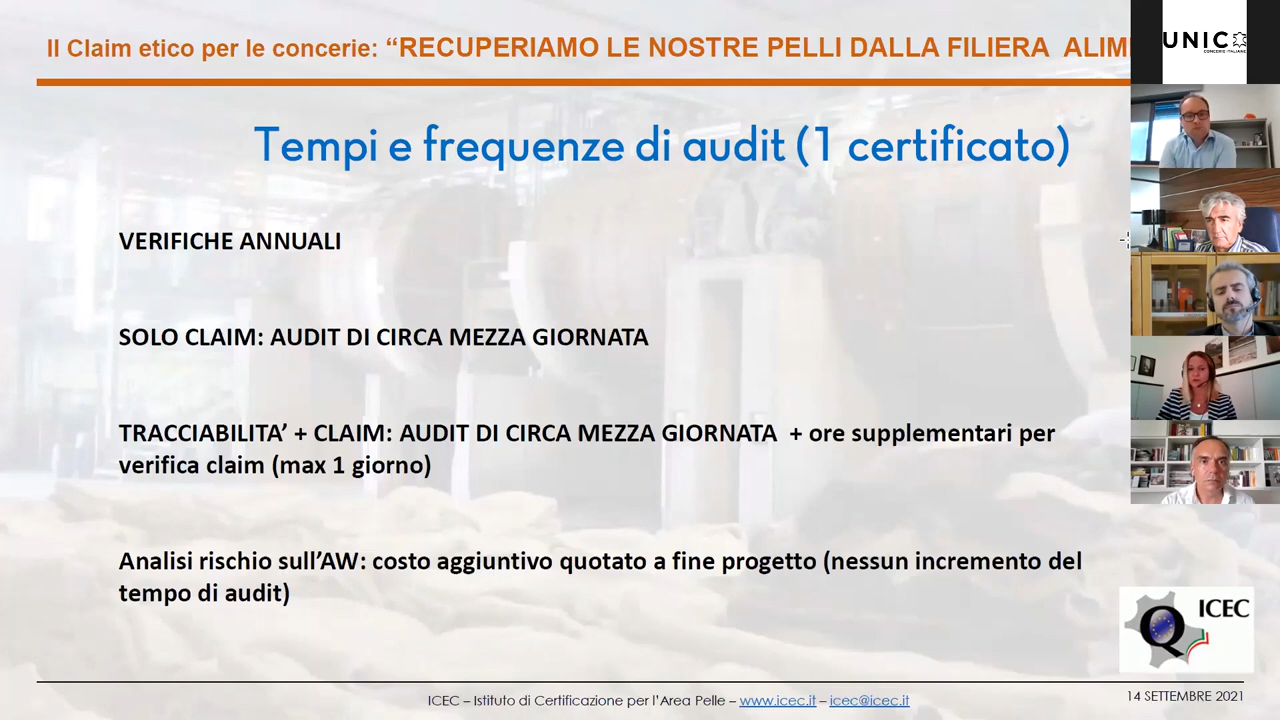 Il Claim etico per le concerie: “RECUPERIAMO LE NOSTRE PELLI DALLA FILIERA ALIM
UNIC
CONCERIE ITALIANE
Tempi e frequenze di audit (1 certificato)
VERIFICHE ANNUALI
SOLO CLAIM: AUDIT DI CIRCA MEZZA GIORNATA
TRACCIABILITA’ + CLAIM: AUDIT DI CIRCA MEZZA GIORNATA + ore supplementari per
verifica claim (max 1 giorno)
Analisi rischio sull’AW: costo aggiuntivo quotato a fine progetto (nessun incremento del
tempo di audit)
Q ICEC
ICEC – Istituto di Certificazione per l’Area Pelle – www.icec.it – icec@icec.it
14 SETTEMBRE 2021